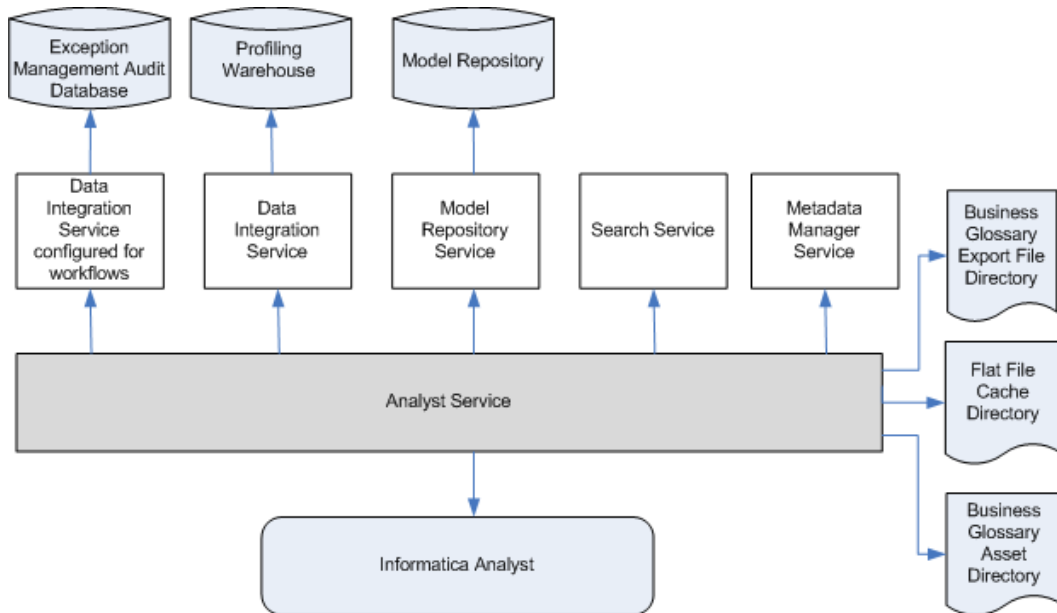 Exception
Management Audit
Database
Profiling
Warehouse
Model Repository
Data
Integration
Service
configured for
workflows
Data
Integration
Service
Model
Repository
Service
Search Service
Metadata
Manager
Service
Business
Glossary
Export File
Directory
Analyst Service
Flat File
Cache
Directory
Business
Glossary
Asset
Directory
Informatica Analyst